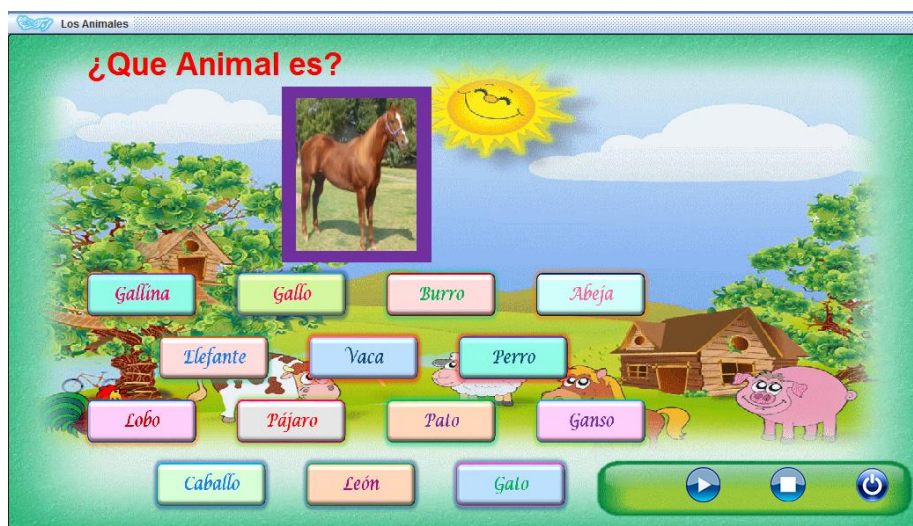 Los Animales
¿Que Animal es?
Gallina Gallo Burro Abeja
Elefante Vaca Perro
Lobo Pájaro Pato Ganso
Caballo León Gato